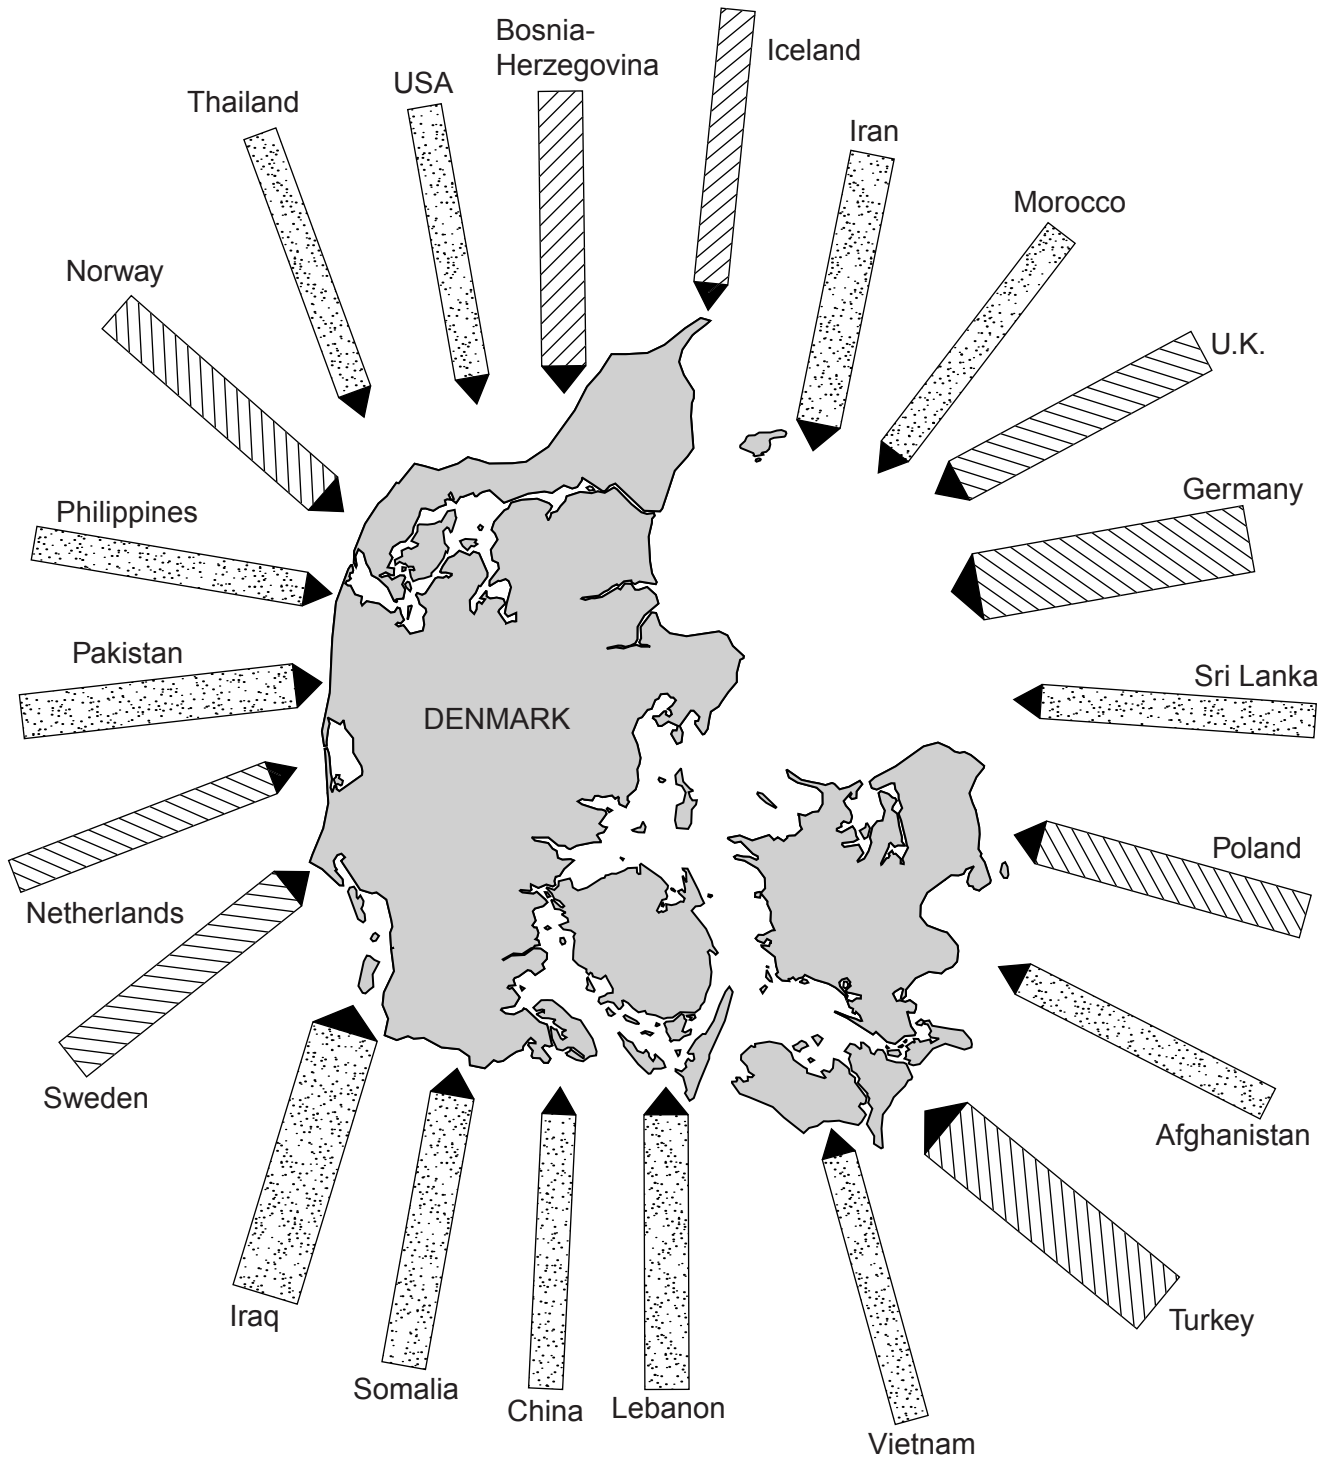 Bosnia-
Herzegovina
Iceland
USA
Thailand
Iran
Morocco
Norway
U.K.
Germany
Philippines
Pakistan
Sri Lanka
DENMARK
Poland
Netherlands
Sweden
Afghanistan
Iraq
Turkey
Somalia
China
Lebanon
Vietnam